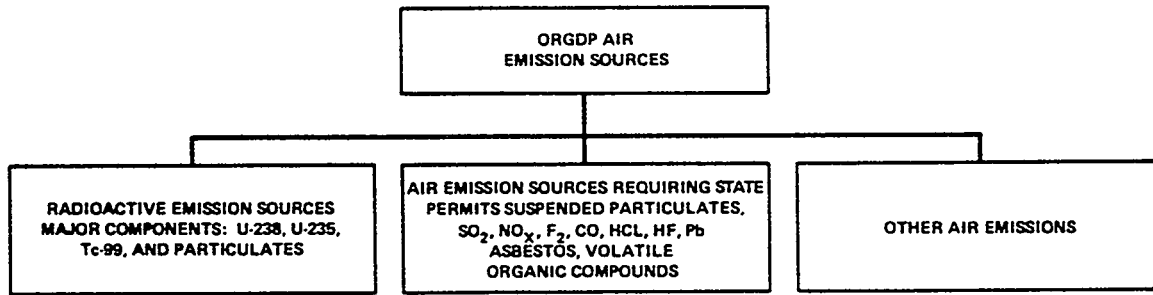 ORGDP AIR
EMISSION SOURCES
RADIOACTIVE EMISSION SOURCES
MAJOR COMPONENTS: U-238, U-235,
Tc-99, AND PARTICULATES
AIR EMISSION SOURCES REQUIRING STATE
PERMITS SUSPENDED PARTICULATES,
SO₂, NOₓ, F₂, CO, HCL, HF, Pb
ASBESTOS, VOLATILE
ORGANIC COMPOUNDS
OTHER AIR EMISSIONS